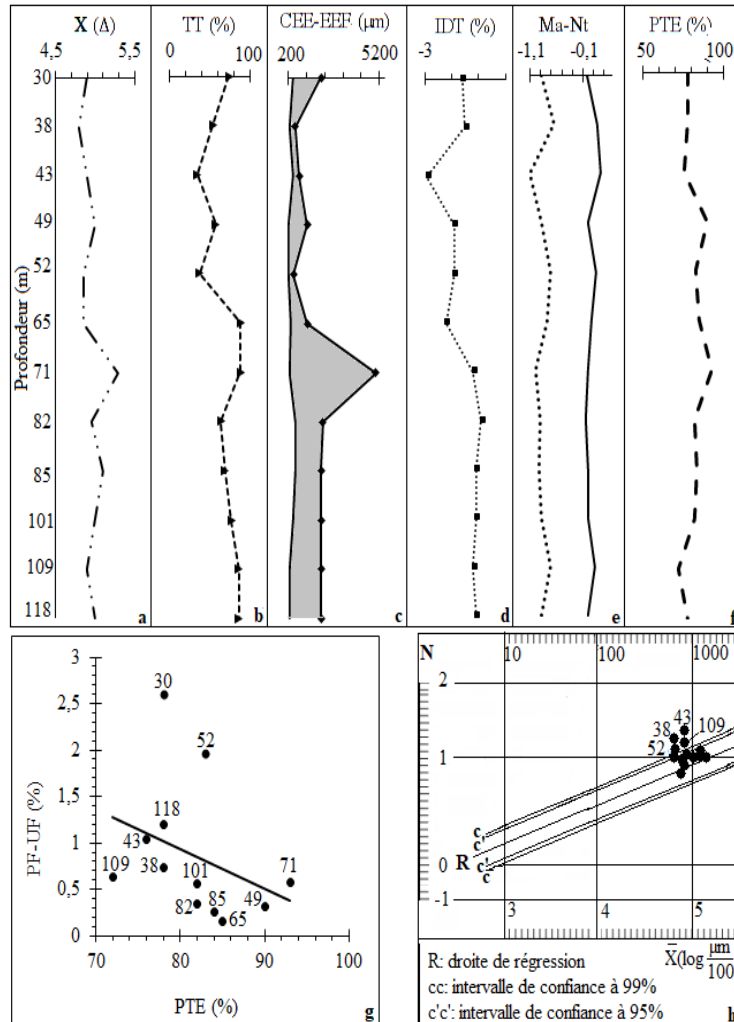 X (Δ) TT (%) CEE-EEF (μm) IDT (%) Ma-Nt PTE (%)
4,5 5,5 0 100 200 5200 -3 -1,1 -0,1 50 100
Profondeur (m)
30
38
43
49
52
65
71
82
85
101
109
118
a b c d e f
3
2,5
2
1,5
1
0,5
0
PF-UF (%)
30
52
118
43
109
38
101
82
85
65
49
71
70 80 90 100
PTE (%)
g
N 10 100 1000
2
1
0
-1
43
38
109
52
R
c
c'
c'
c
3 4 5
R: droite de régression
X̄(log μm/100
cc: intervalle de confiance à 99%
c'c': intervalle de confiance à 95%
h